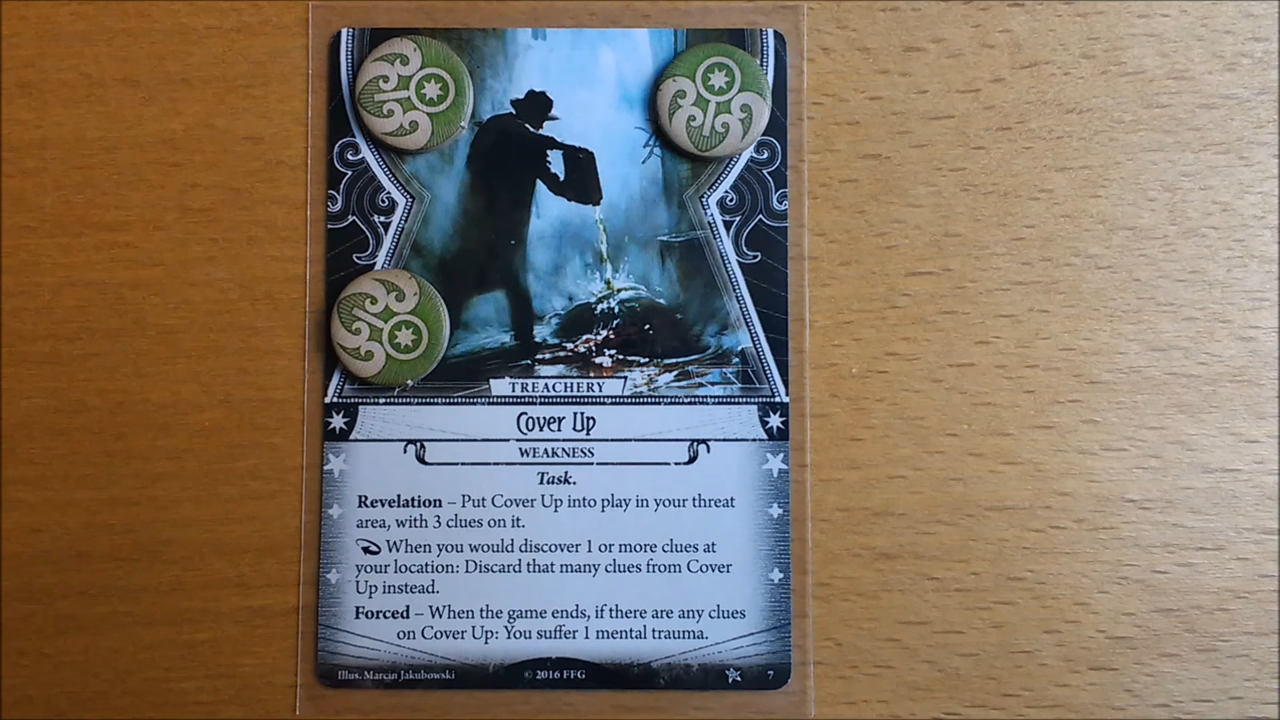 TREACHERY
Cover Up
WEAKNESS
Task.
Revelation – Put Cover Up into play in your threat
area, with 3 clues on it.
When you would discover 1 or more clues at
your location: Discard that many clues from Cover
Up instead.
Forced – When the game ends, if there are any clues
on Cover Up: You suffer 1 mental trauma.
Illus. Marcin Jakubowski © 2016 FFG 7